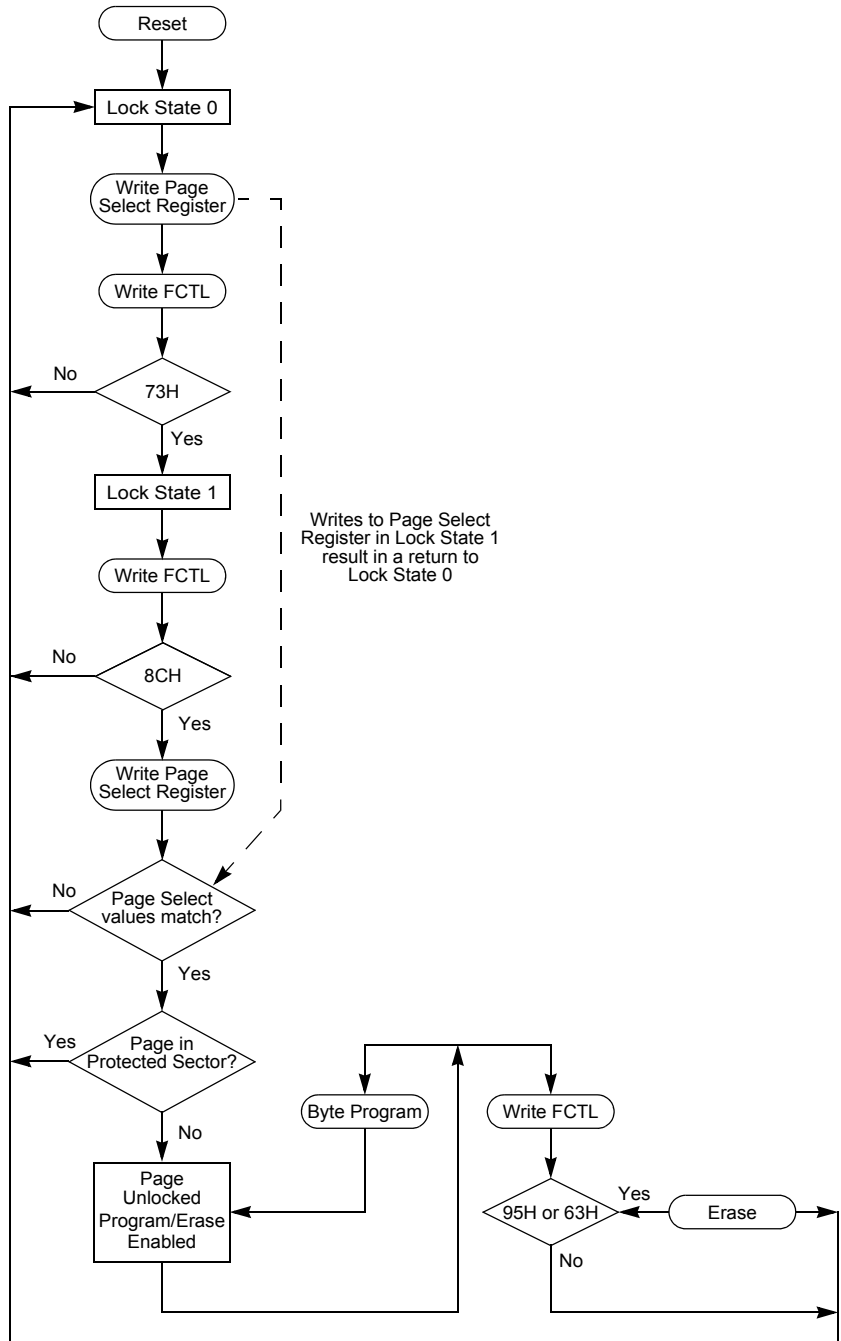 Reset
Lock State 0
Write Page
Select Register
Write FCTL
No
73H
Yes
Lock State 1
Writes to Page Select
Register in Lock State 1
result in a return to
Lock State 0
Write FCTL
No
8CH
Yes
Write Page
Select Register
No
Page Select
values match?
Yes
Yes
Page in
Protected Sector?
No
Byte Program
Write FCTL
Page
Unlocked
Program/Erase
Enabled
95H or 63H
Yes
Erase
No